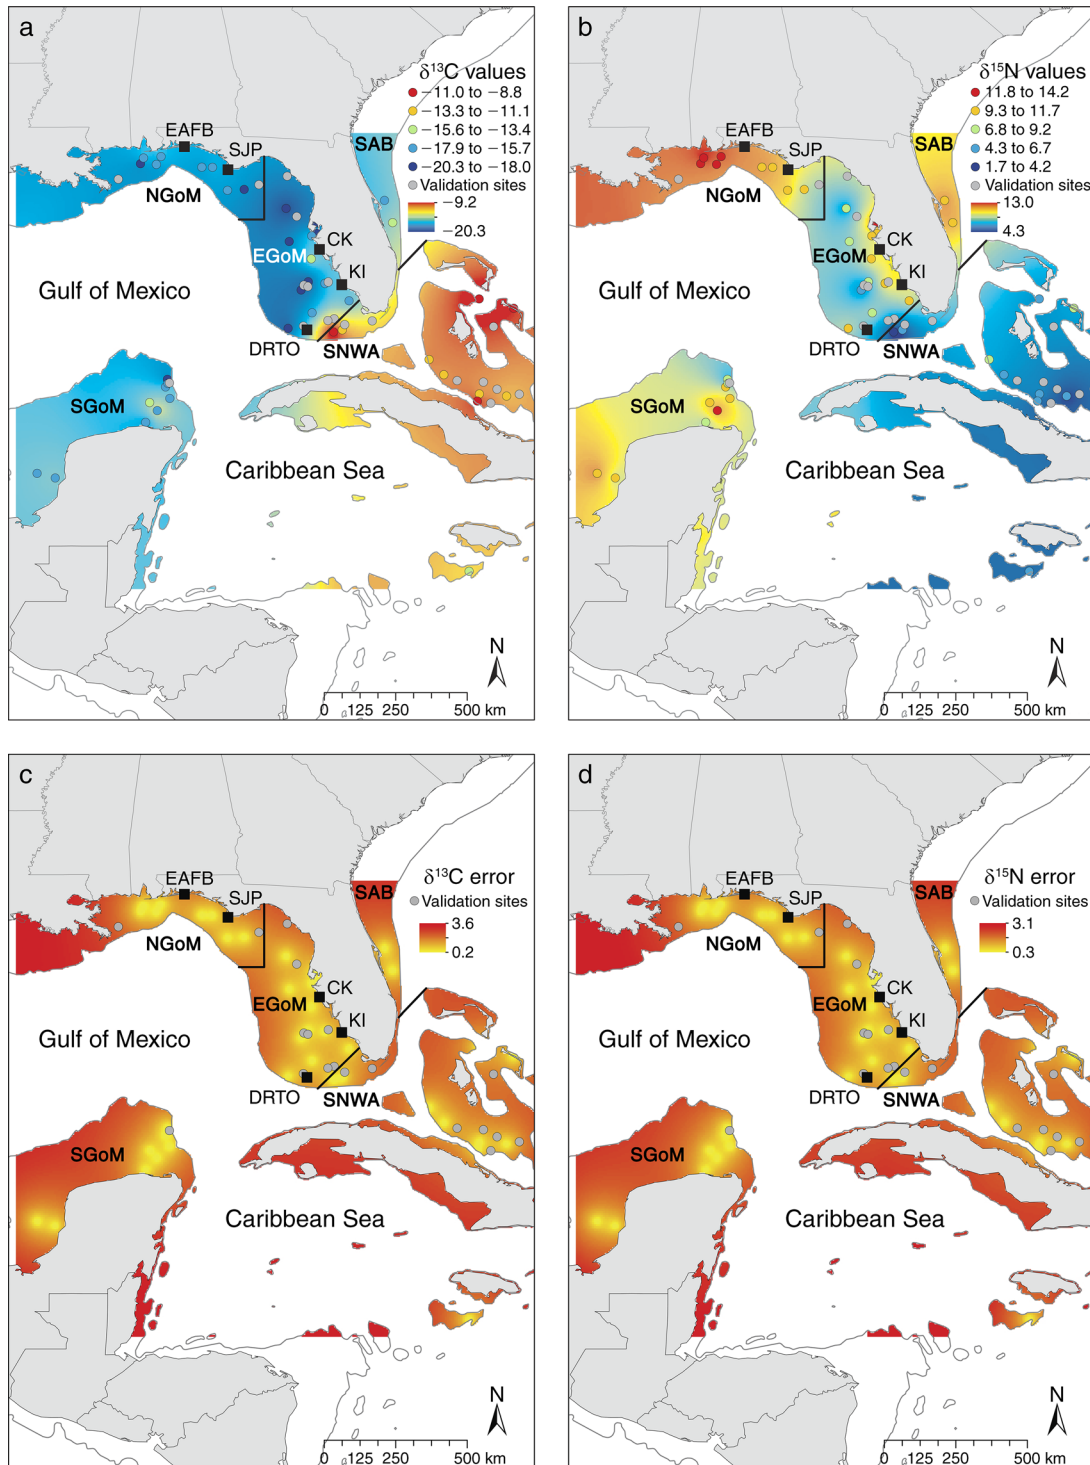 a
δ¹³C values
−11.0 to −8.8
−13.3 to −11.1
−15.6 to −13.4
−17.9 to −15.7
−20.3 to −18.0
Validation sites
−9.2
−20.3
EAFB
SJP
SAB
NGoM
CK
EGoM
KI
Gulf of Mexico
DRTO
SNWA
SGoM
Caribbean Sea
N
0 125 250 500 km
b
δ¹⁵N values
11.8 to 14.2
9.3 to 11.7
6.8 to 9.2
4.3 to 6.7
1.7 to 4.2
Validation sites
13.0
4.3
EAFB
SJP
SAB
NGoM
CK
EGoM
KI
Gulf of Mexico
DRTO
SNWA
SGoM
Caribbean Sea
N
0 125 250 500 km
c
δ¹³C error
Validation sites
3.6
0.2
EAFB
SJP
SAB
NGoM
CK
EGoM
KI
Gulf of Mexico
DRTO
SNWA
SGoM
Caribbean Sea
N
0 125 250 500 km
d
δ¹⁵N error
Validation sites
3.1
0.3
EAFB
SJP
SAB
NGoM
CK
EGoM
KI
Gulf of Mexico
DRTO
SNWA
SGoM
Caribbean Sea
N
0 125 250 500 km